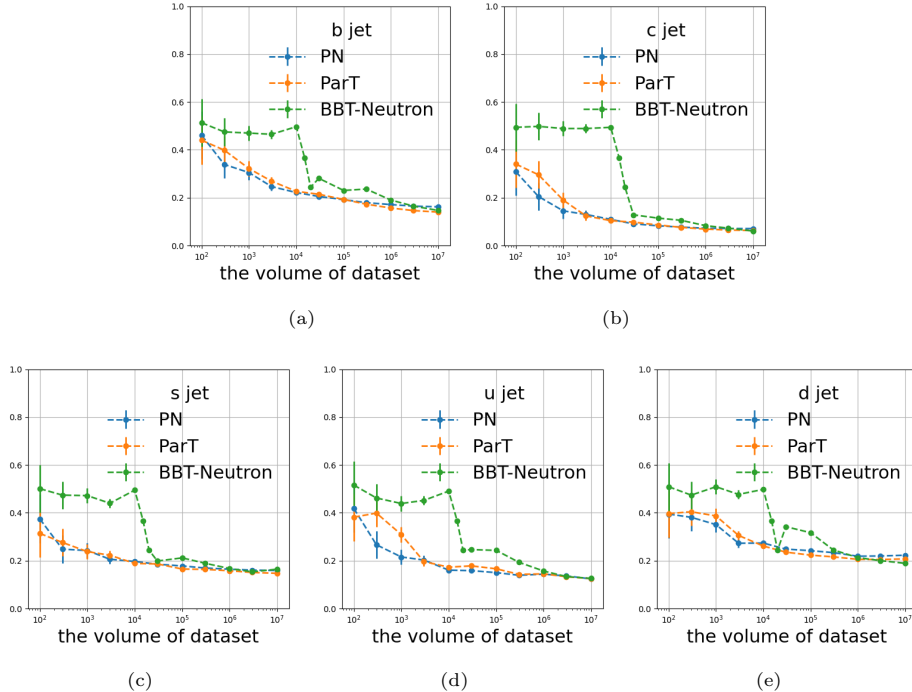 b jet
PN
ParT
BBT-Neutron
1.0
0.8
0.6
0.4
0.2
0.0
10²
10³
10⁴
10⁵
10⁶
10⁷
the volume of dataset
(a)
c jet
PN
ParT
BBT-Neutron
1.0
0.8
0.6
0.4
0.2
0.0
10²
10³
10⁴
10⁵
10⁶
10⁷
the volume of dataset
(b)
s jet
PN
ParT
BBT-Neutron
1.0
0.8
0.6
0.4
0.2
0.0
10²
10³
10⁴
10⁵
10⁶
10⁷
the volume of dataset
(c)
u jet
PN
ParT
BBT-Neutron
1.0
0.8
0.6
0.4
0.2
0.0
10²
10³
10⁴
10⁵
10⁶
10⁷
the volume of dataset
(d)
d jet
PN
ParT
BBT-Neutron
1.0
0.8
0.6
0.4
0.2
0.0
10²
10³
10⁴
10⁵
10⁶
10⁷
the volume of dataset
(e)